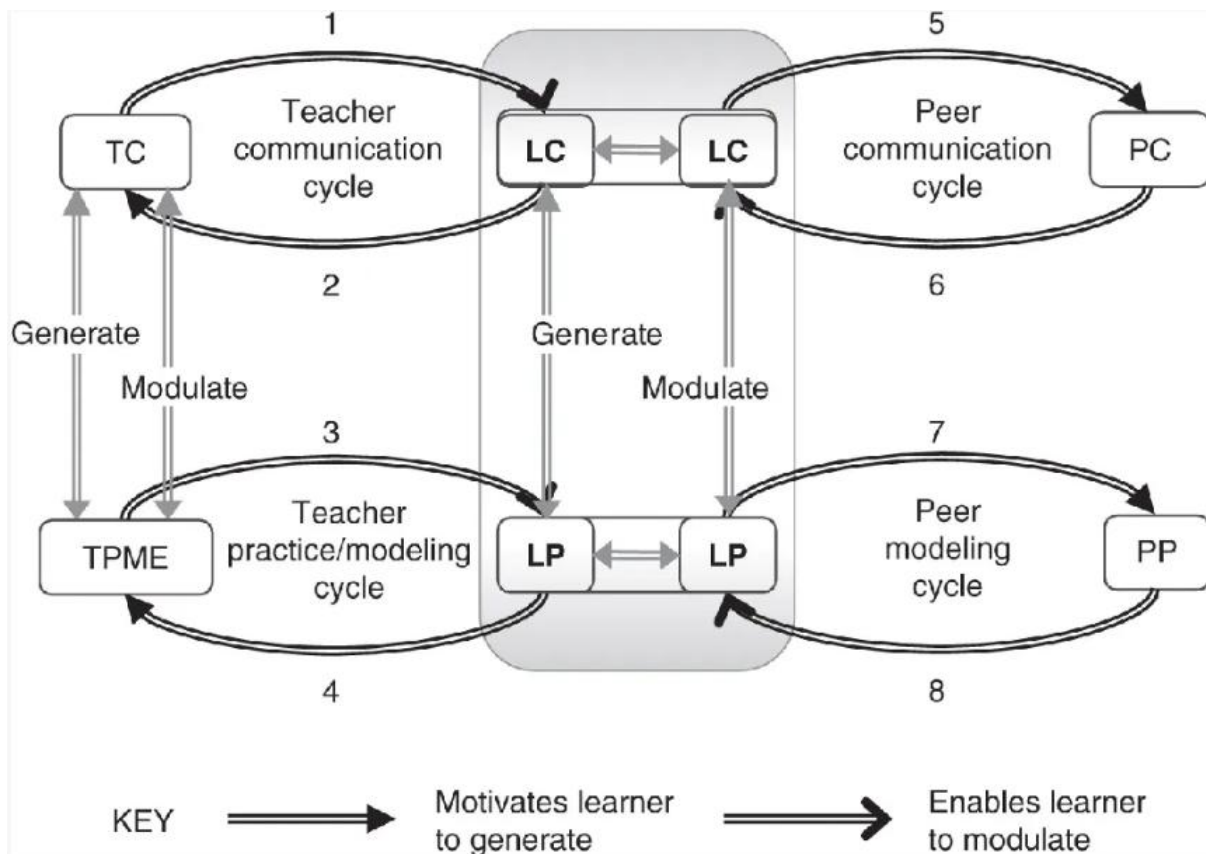 1
5
TC
Teacher
communication
cycle
LC
LC
Peer
communication
cycle
PC
2
6
Generate
Modulate
Generate
Modulate
3
7
TPME
Teacher
practice/modeling
cycle
LP
LP
Peer
modeling
cycle
PP
4
8
KEY
Motivates learner
to generate
Enables learner
to modulate